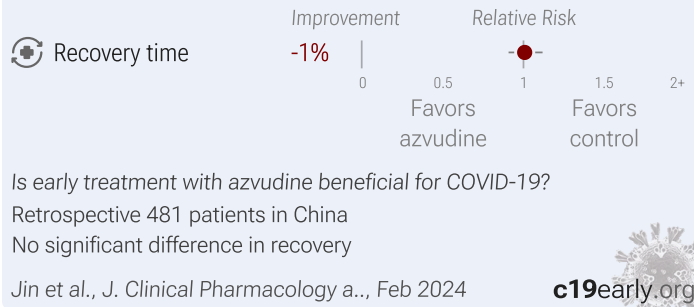 Improvement Relative Risk
Recovery time -1%
0 0.5 1 1.5 2+
Favors azvudine Favors control
Is early treatment with azvudine beneficial for COVID-19?
Retrospective 481 patients in China
No significant difference in recovery
Jin et al., J. Clinical Pharmacology a.., Feb 2024 c19early.org